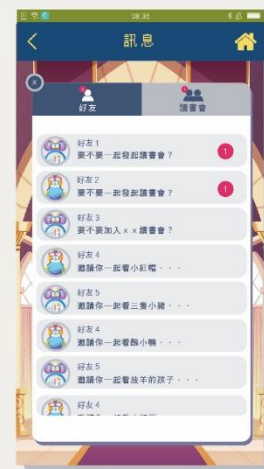 08:36
訊息
好友
讀書會
好友 1
要不要一起發起讀書會？
1
好友 2
要不要一起發起讀書會？
1
好友 3
要不要加入 x x 讀書會？
好友 4
邀請你一起看小紅帽・・・
好友 5
邀請你一起看三隻小豬・・・
好友 4
邀請你一起看醜小鴨・・・
好友 5
邀請你一起看放羊的孩子・・・
好友 4